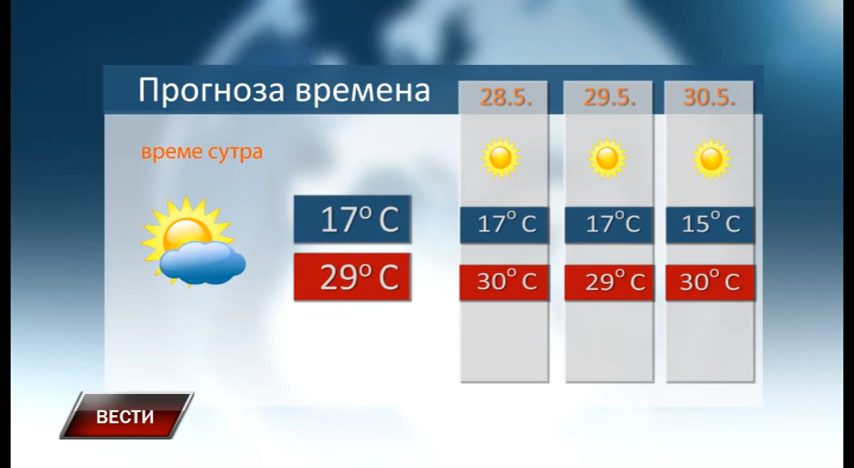 Прогноза времена
време сутра
17° C
29° C
28.5. 29.5. 30.5.
17° C 17°C 15° C
30° C 29° C 30° C
ВЕСТИ